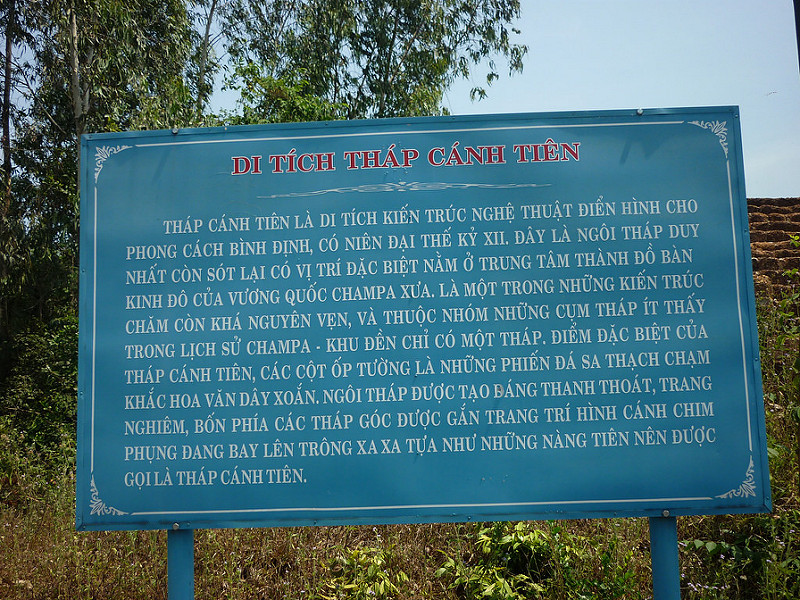 DI TÍCH THÁP CÁNH TIÊN
THÁP CÁNH TIÊN LÀ DI TÍCH KIẾN TRÚC NGHỆ THUẬT ĐIỂN HÌNH CHO
PHONG CÁCH BÌNH ĐỊNH, CÓ NIÊN ĐẠI THẾ KỶ XII. ĐÂY LÀ NGÔI THÁP DUY
NHẤT CÒN SÓT LẠI CÓ VỊ TRÍ ĐẶC BIỆT NẰM Ở TRUNG TÂM THÀNH ĐỒ BÀN
KINH ĐÔ CỦA VƯƠNG QUỐC CHAMPA XƯA. LÀ MỘT TRONG NHỮNG KIẾN TRÚC
CHĂM CÒN KHÁ NGUYÊN VẸN, VÀ THUỘC NHÓM NHỮNG CỤM THÁP ÍT THẤY
TRONG LỊCH SỬ CHAMPA - KHU ĐỀN CHỈ CÓ MỘT THÁP. ĐIỂM ĐẶC BIỆT CỦA
THÁP CÁNH TIÊN, CÁC CỘT ỐP TƯỜNG LÀ NHỮNG PHIẾN ĐÁ SA THẠCH CHẠM
KHẮC HOA VĂN DÂY XOẮN. NGÔI THÁP ĐƯỢC TẠO DÁNG THANH THOÁT, TRANG
NGHIÊM, BỐN PHÍA CÁC THÁP GÓC ĐƯỢC GẮN TRANG TRÍ HÌNH CÁNH CHIM
PHỤNG ĐANG BAY LÊN TRÔNG XA XA TỰA NHƯ NHỮNG NÀNG TIÊN NÊN ĐƯỢC
GỌI LÀ THÁP CÁNH TIÊN.